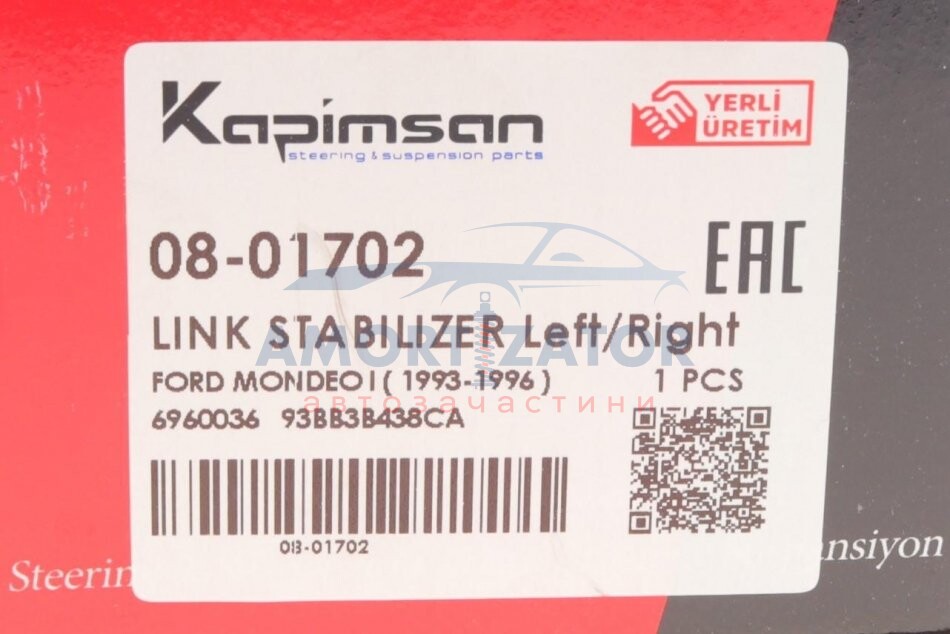 Kapimsan
steering & suspension parts
YERLİ
ÜRETİM
08-01702
EAC
LINK STABILIZER Left/Right
AMORTIZATOR
FORD MONDEO I ( 1993-1996 ) 1 PCS
автозачастини
6960036 93BB3B438CA
08-01702
Steerin
nsiyon